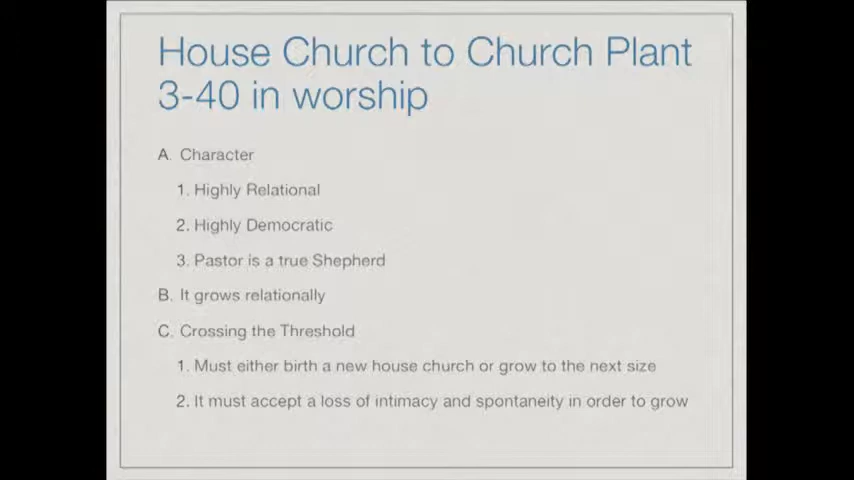 House Church to Church Plant
3-40 in worship
A. Character
1. Highly Relational
2. Highly Democratic
3. Pastor is a true Shepherd
B. It grows relationally
C. Crossing the Threshold
1. Must either birth a new house church or grow to the next size
2. It must accept a loss of intimacy and spontaneity in order to grow